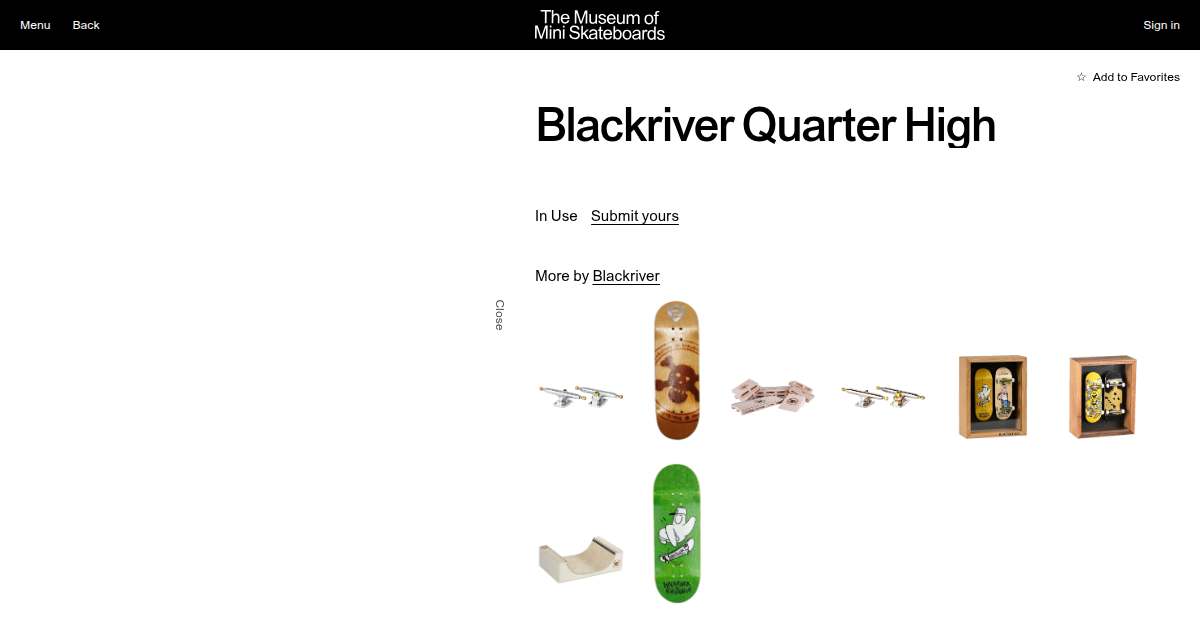 Menu
Back
The Museum of
Mini Skateboards
Sign in
☆ Add to Favorites
Blackriver Quarter High
In Use
Submit yours
More by Blackriver
Close